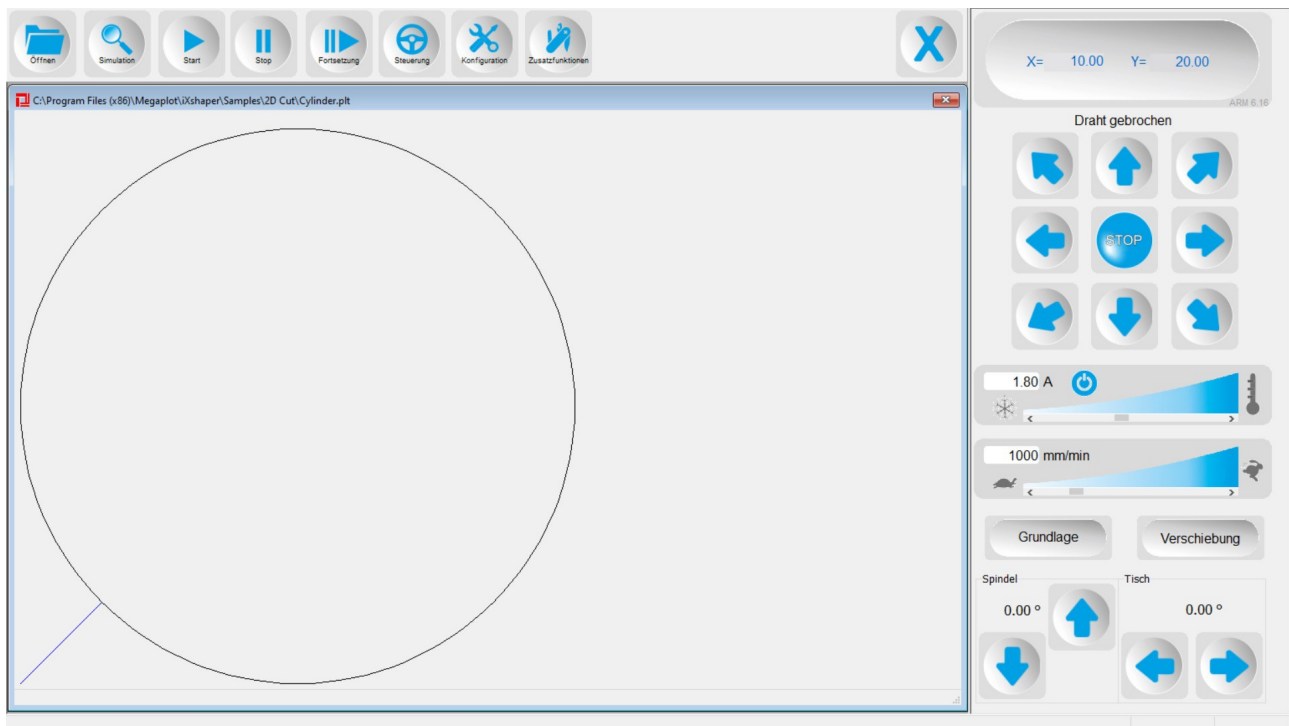 Öffnen
Simulation
Start
Stop
Fortsetzung
Steuerung
Konfiguration
Zusatzfunktionen
X
C:\Program Files (x86)\Megaplot\iXshaper\Samples\2D Cut\Cylinder.plt
X= 10.00 Y= 20.00
ARM 6.16
Draht gebrochen
STOP
1.80 A
1000 mm/min
Grundlage
Verschiebung
Spindel
0.00 °
Tisch
0.00 °